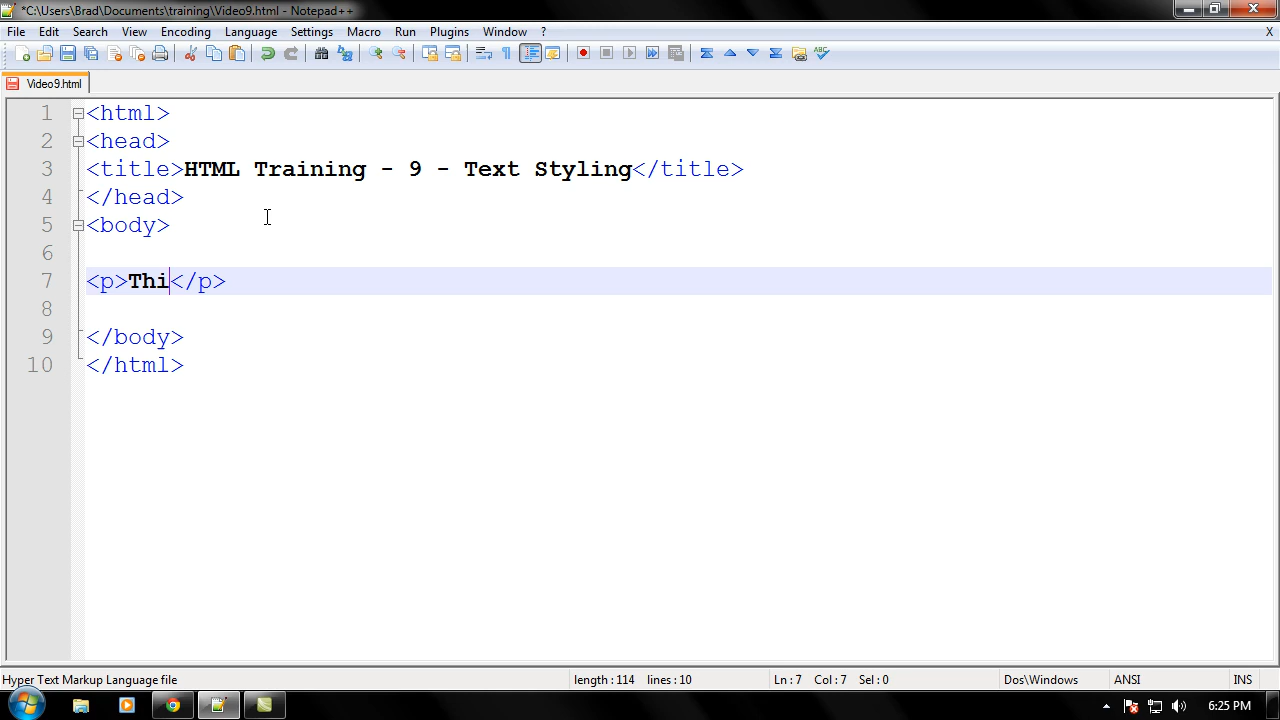 *C:\Users\Brad\Documents\training\Video9.html - Notepad++
File Edit Search View Encoding Language Settings Macro Run Plugins Window ? X
Video9.html
1 <html>
2 <head>
3 <title>HTML Training - 9 - Text Styling</title>
4 </head>
5 <body>
6
7 <p>Thi</p>
8
9 </body>
10 </html>
Hyper Text Markup Language file length : 114 lines : 10 Ln : 7 Col : 7 Sel : 0 Dos\Windows ANSI INS
6:25 PM